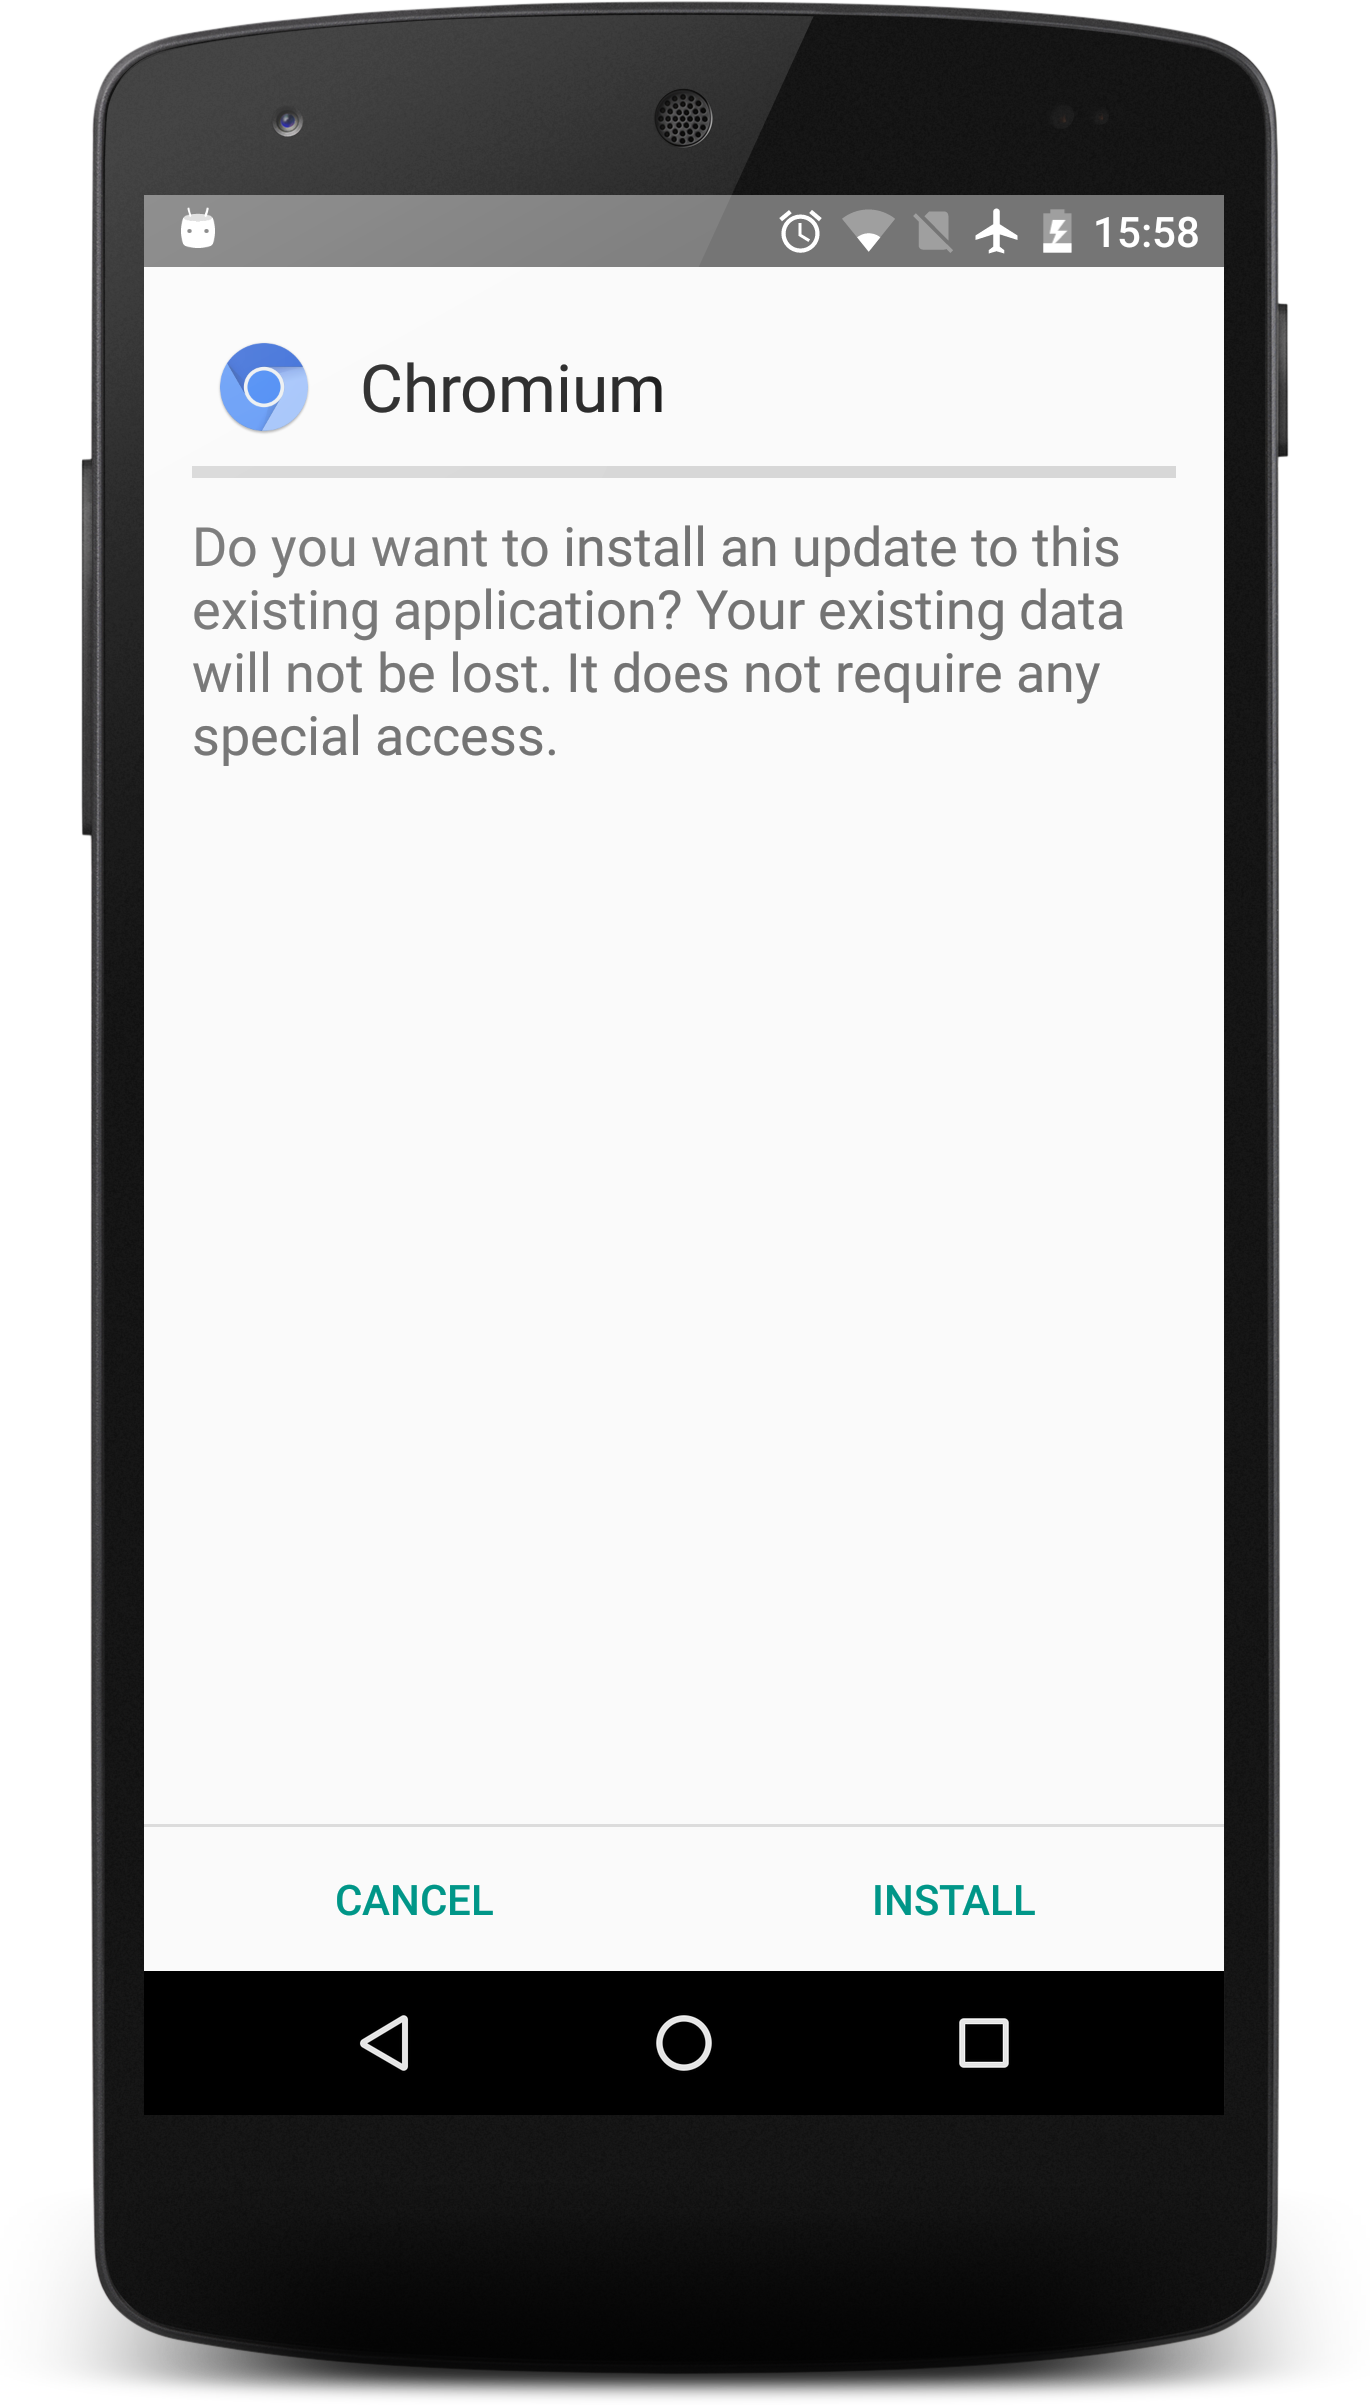 15:58
Chromium
Do you want to install an update to this
existing application? Your existing data
will not be lost. It does not require any
special access.
CANCEL
INSTALL